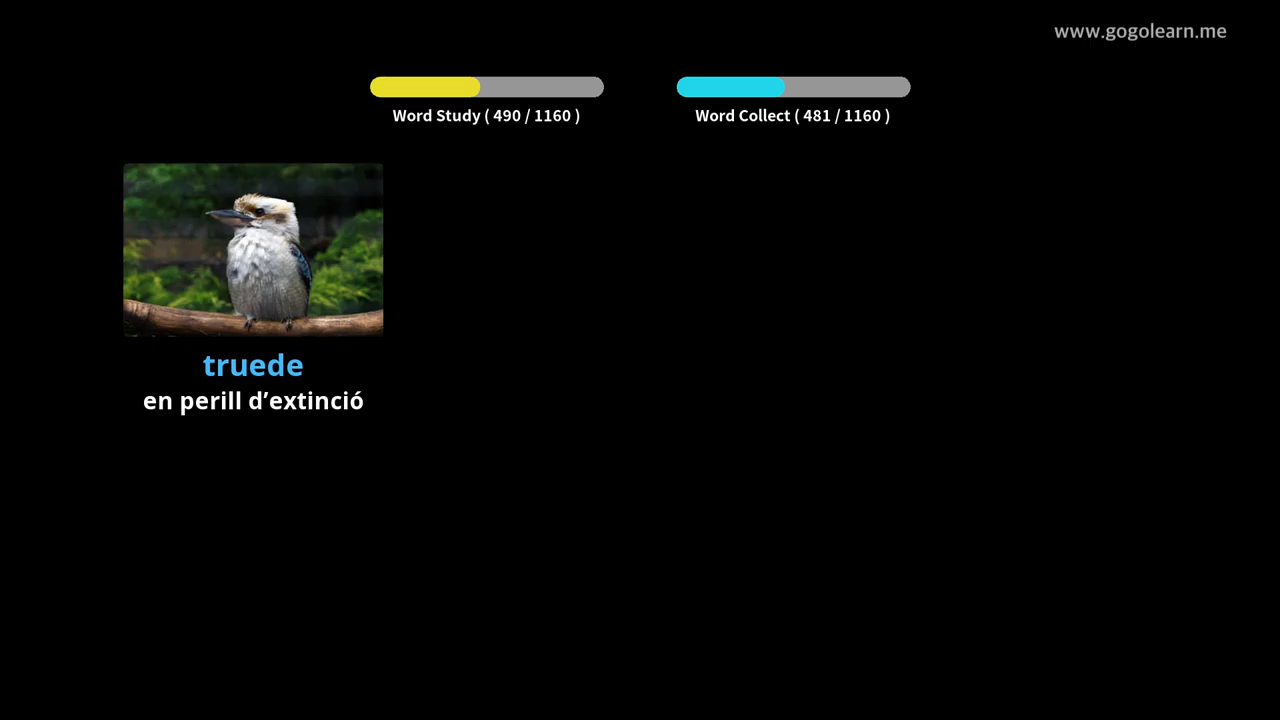 www.gogolearn.me
Word Study ( 490 / 1160 )
Word Collect ( 481 / 1160 )
truede
en perill d’extinció